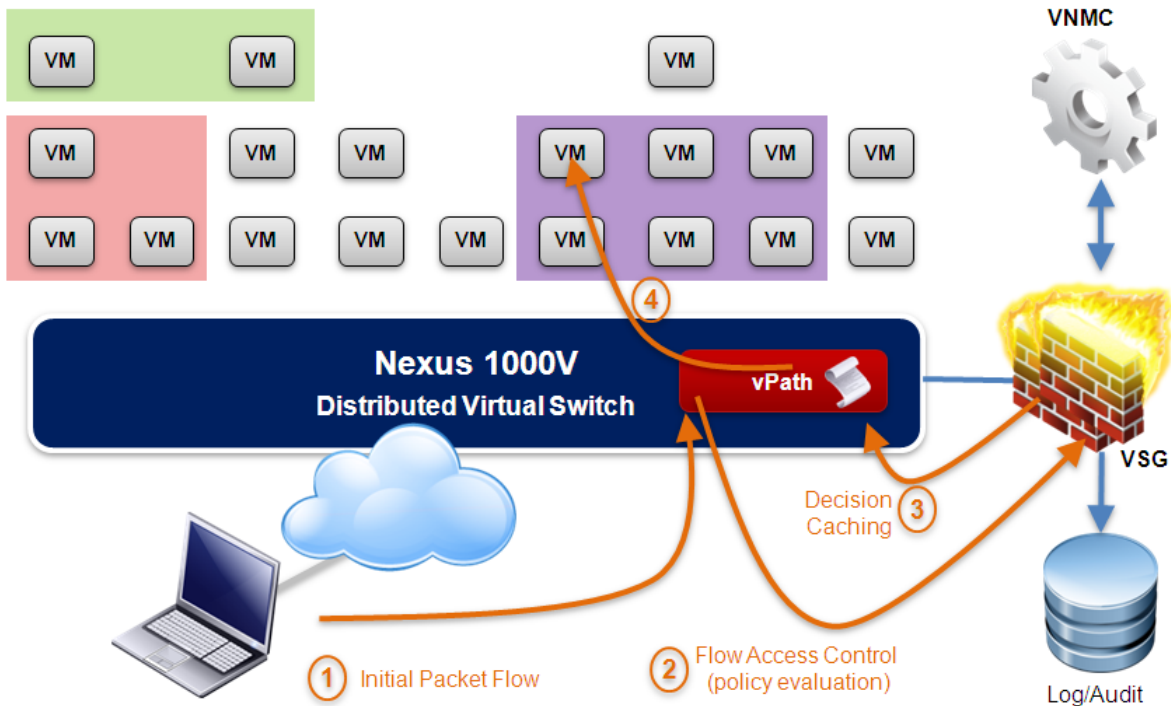 VNMC
VM VM VM
VM VM VM VM VM VM VM
VM VM VM VM VM VM VM VM VM
4
Nexus 1000V
Distributed Virtual Switch
vPath
VSG
Decision
Caching
3
1
Initial Packet Flow
2
Flow Access Control
(policy evaluation)
Log/Audit